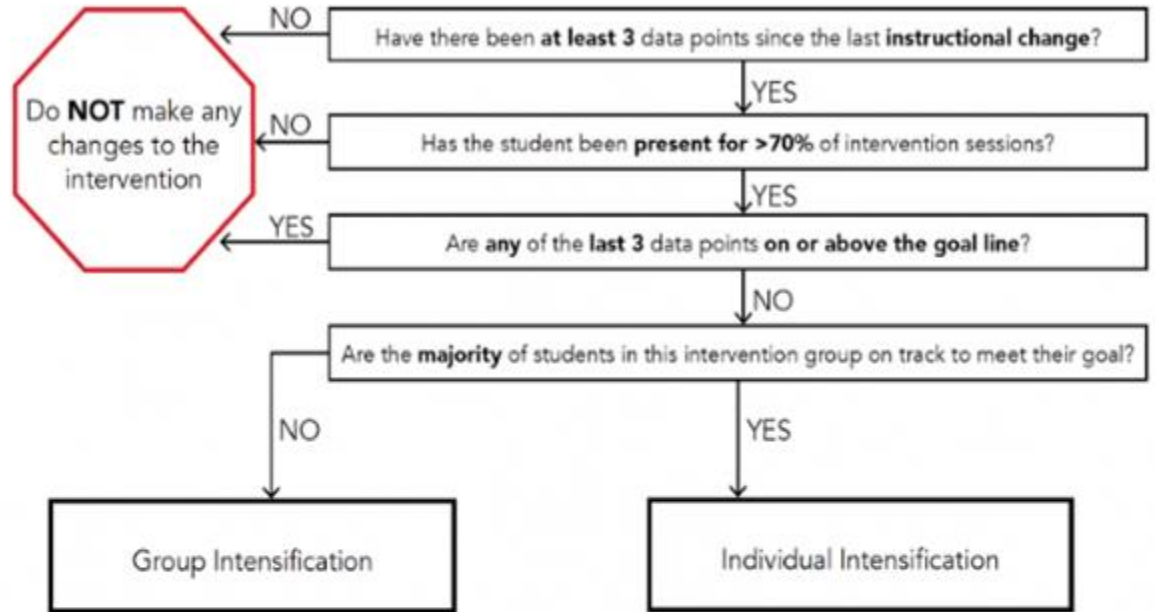 NO
Have there been at least 3 data points since the last instructional change?
YES
Do NOT make any
changes to the
intervention
NO
Has the student been present for >70% of intervention sessions?
YES
YES
Are any of the last 3 data points on or above the goal line?
NO
Are the majority of students in this intervention group on track to meet their goal?
NO
YES
Group Intensification
Individual Intensification